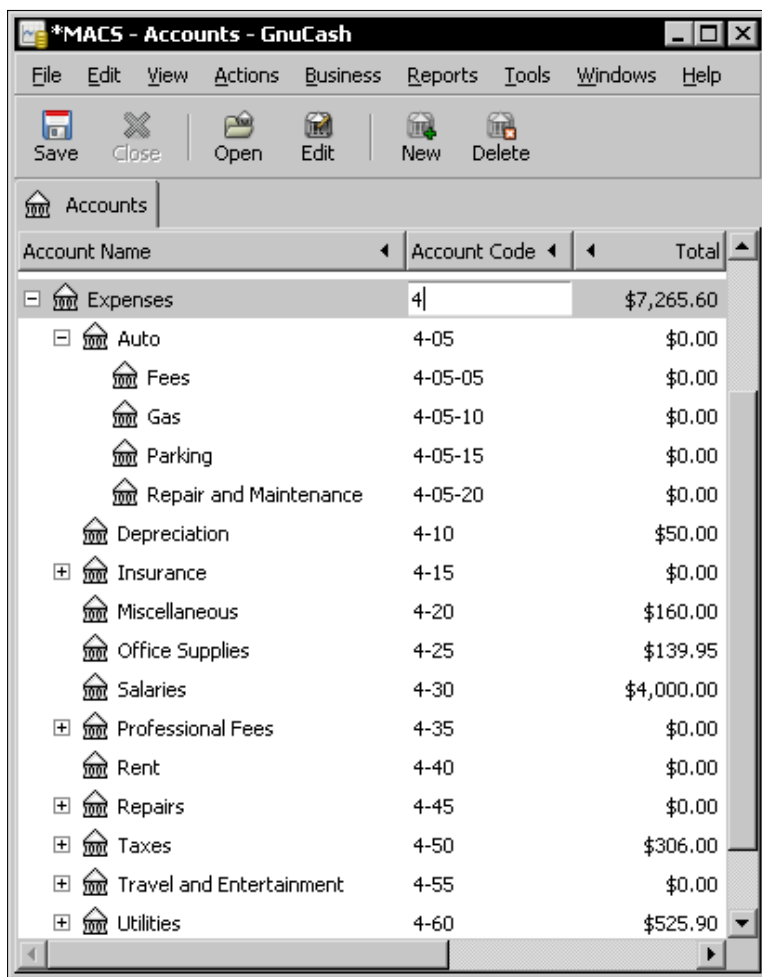 *MACS - Accounts - GnuCash
File Edit View Actions Business Reports Tools Windows Help
Save Close Open Edit New Delete
Accounts
Account Name Account Code Total
Expenses 4 $7,265.60
Auto 4-05 $0.00
Fees 4-05-05 $0.00
Gas 4-05-10 $0.00
Parking 4-05-15 $0.00
Repair and Maintenance 4-05-20 $0.00
Depreciation 4-10 $50.00
Insurance 4-15 $0.00
Miscellaneous 4-20 $160.00
Office Supplies 4-25 $139.95
Salaries 4-30 $4,000.00
Professional Fees 4-35 $0.00
Rent 4-40 $0.00
Repairs 4-45 $0.00
Taxes 4-50 $306.00
Travel and Entertainment 4-55 $0.00
Utilities 4-60 $525.90